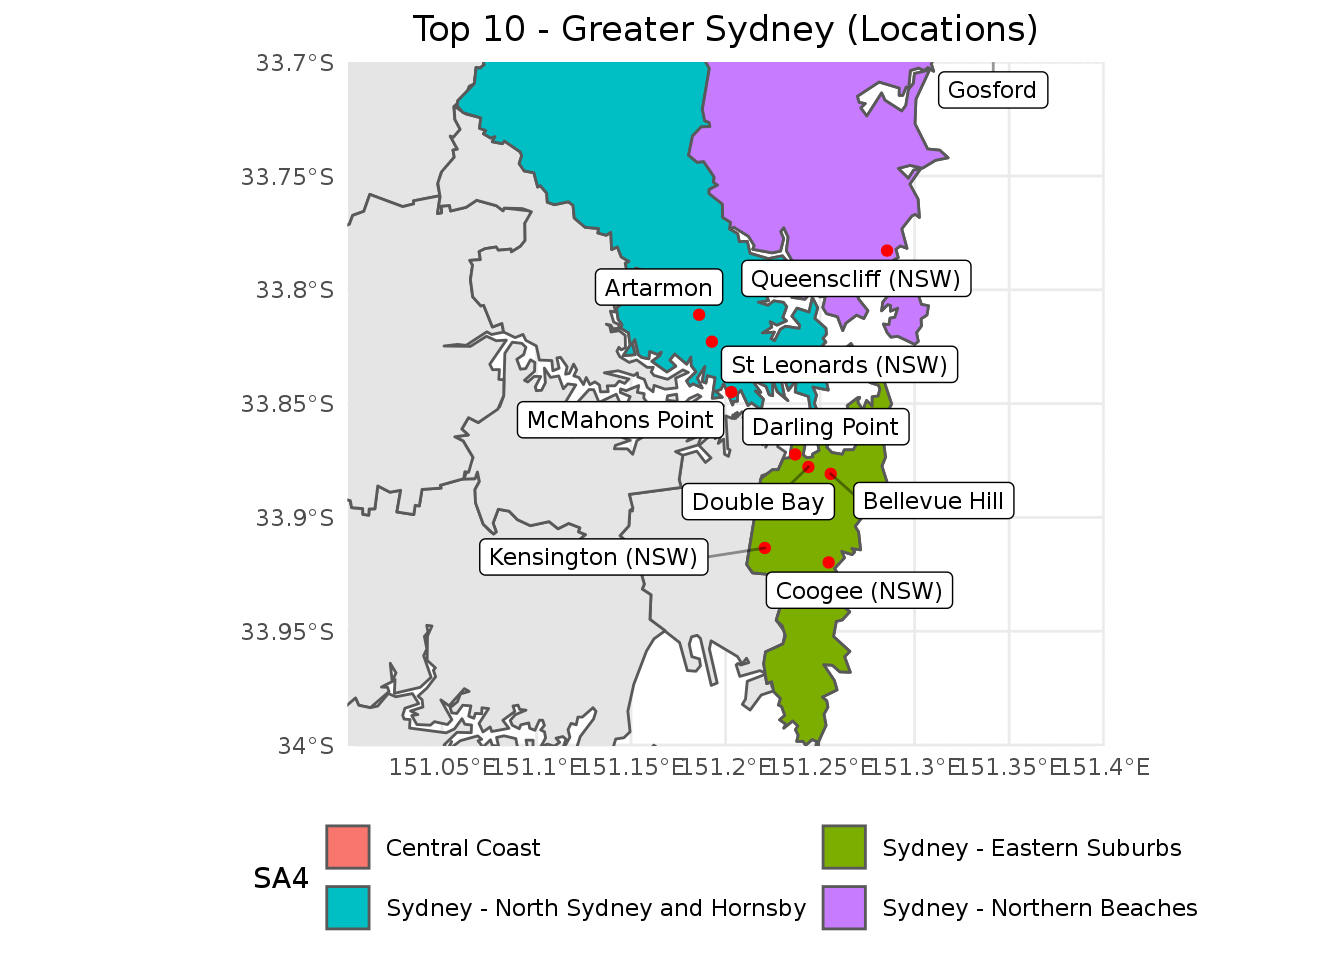 Top 10 - Greater Sydney (Locations)
33.7°S
Gosford
33.75°S
33.8°S
Queenscliff (NSW)
Artarmon
St Leonards (NSW)
33.85°S
McMahons Point
Darling Point
Double Bay
Bellevue Hill
33.9°S
Kensington (NSW)
Coogee (NSW)
33.95°S
34°S
151.05°E 151.1°E 151.15°E 151.2°E 151.25°E 151.3°E 151.35°E 151.4°E
SA4
Central Coast
Sydney - Eastern Suburbs
Sydney - North Sydney and Hornsby
Sydney - Northern Beaches